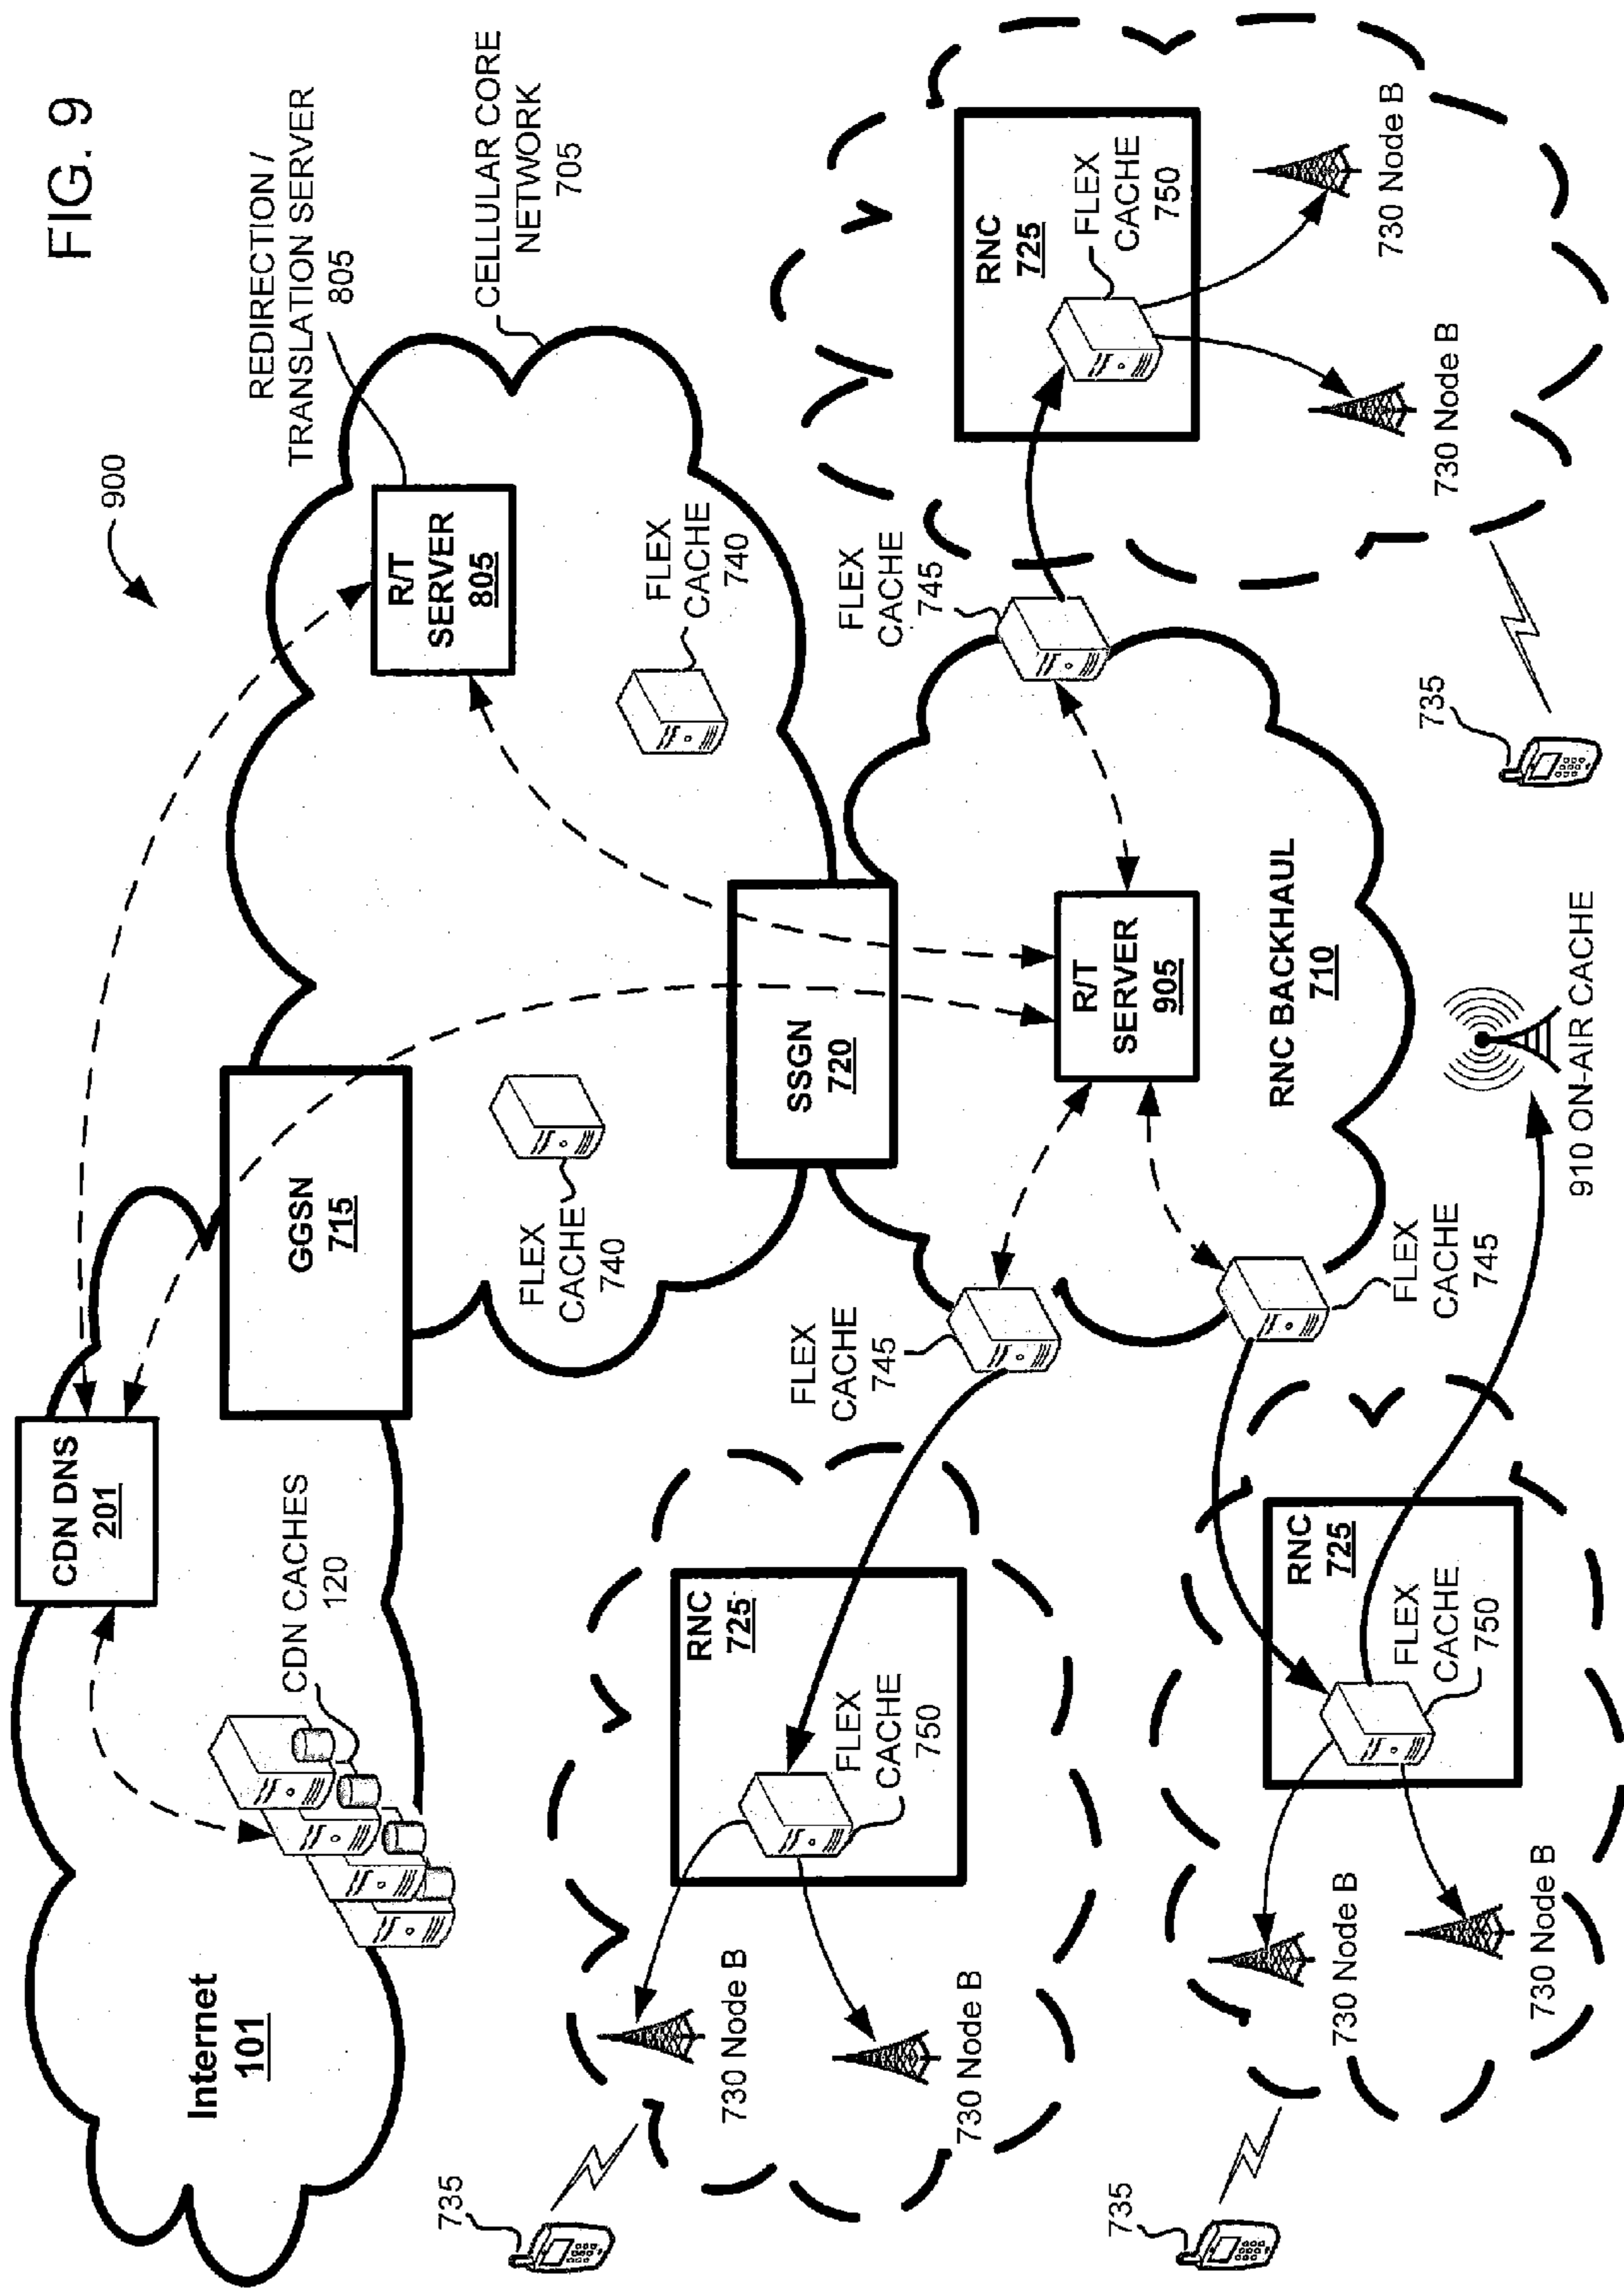 FIG. 9
900
REDIRECTION /
TRANSLATION SERVER
805
CELLULAR CORE
NETWORK
705
Internet
101
CDN DNS
201
CDN CACHES
120
GGSN
715
R/T
SERVER
805
FLEX
CACHE
740
FLEX
CACHE
740
SSGN
720
R/T
SERVER
905
RNC BACKHAUL
710
FLEX
CACHE
745
FLEX
CACHE
745
FLEX
CACHE
745
RNC
725
FLEX
CACHE
750
730 Node B
730 Node B
735
RNC
725
FLEX
CACHE
750
730 Node B
730 Node B
735
RNC
725
FLEX
CACHE
750
730 Node B
730 Node B
735
910 ON-AIR CACHE